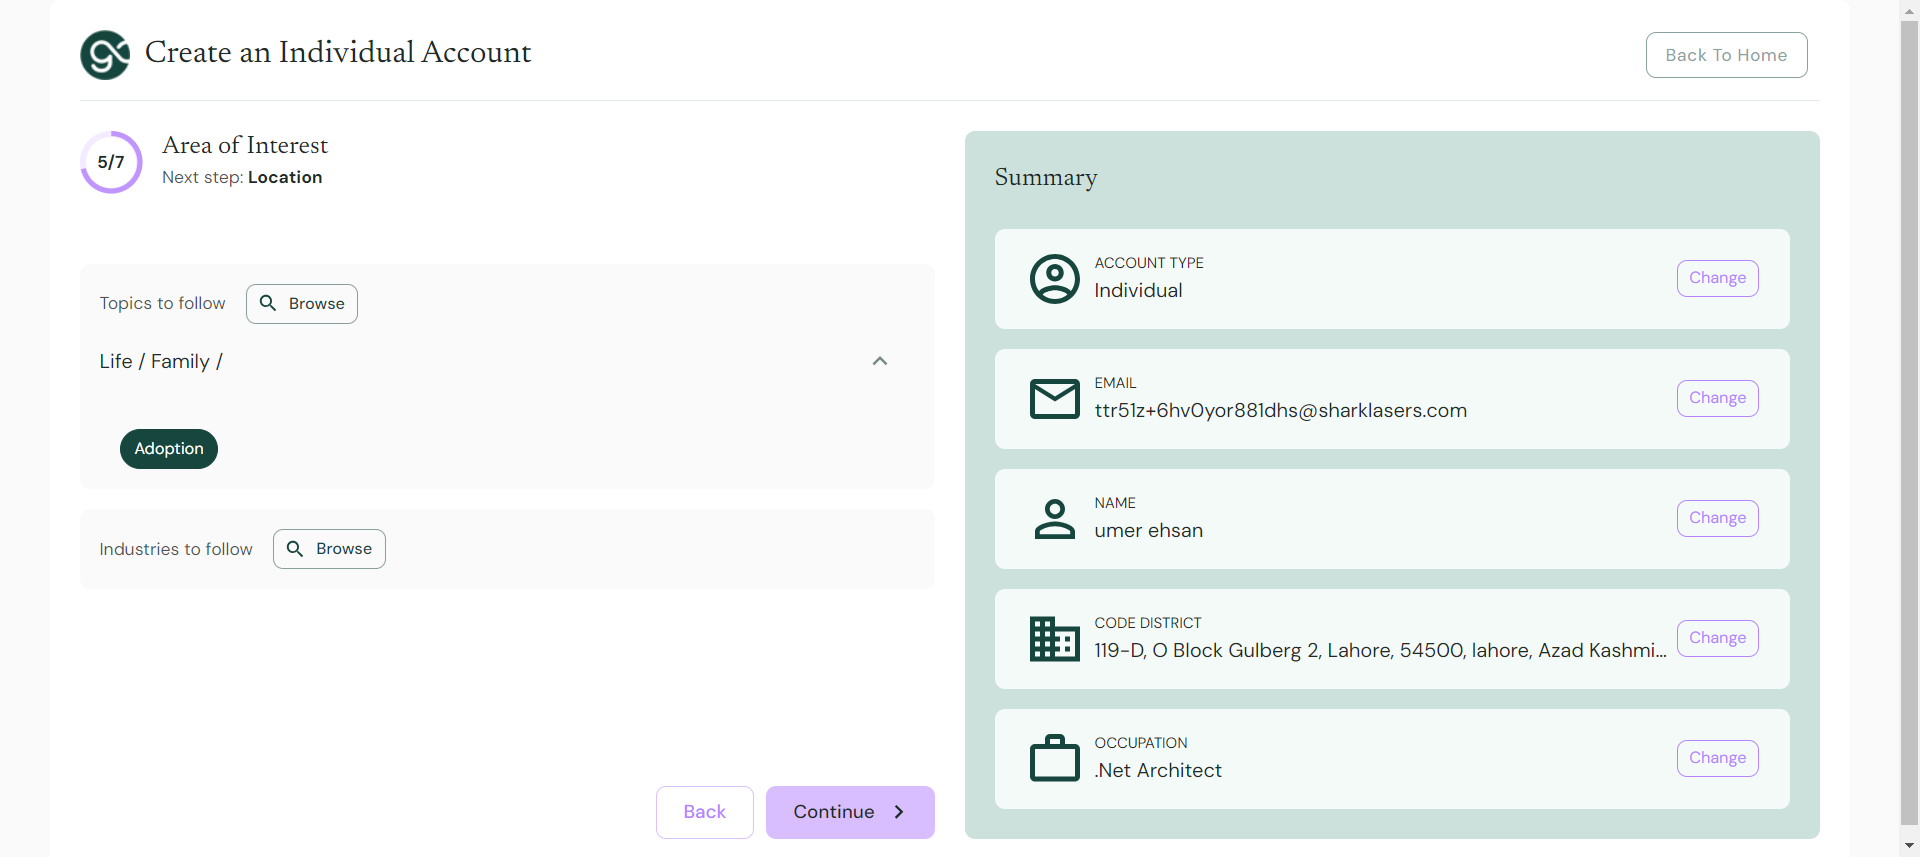 Create an Individual Account
Back To Home
5/7
Area of Interest
Next step: Location
Topics to follow
Browse
Life / Family /
Adoption
Industries to follow
Browse
Back
Continue
Summary
ACCOUNT TYPE
Individual
Change
EMAIL
ttr51z+6hv0yor881dhs@sharklasers.com
Change
NAME
umer ehsan
Change
CODE DISTRICT
119-D, O Block Gulberg 2, Lahore, 54500, lahore, Azad Kashmi...
Change
OCCUPATION
.Net Architect
Change